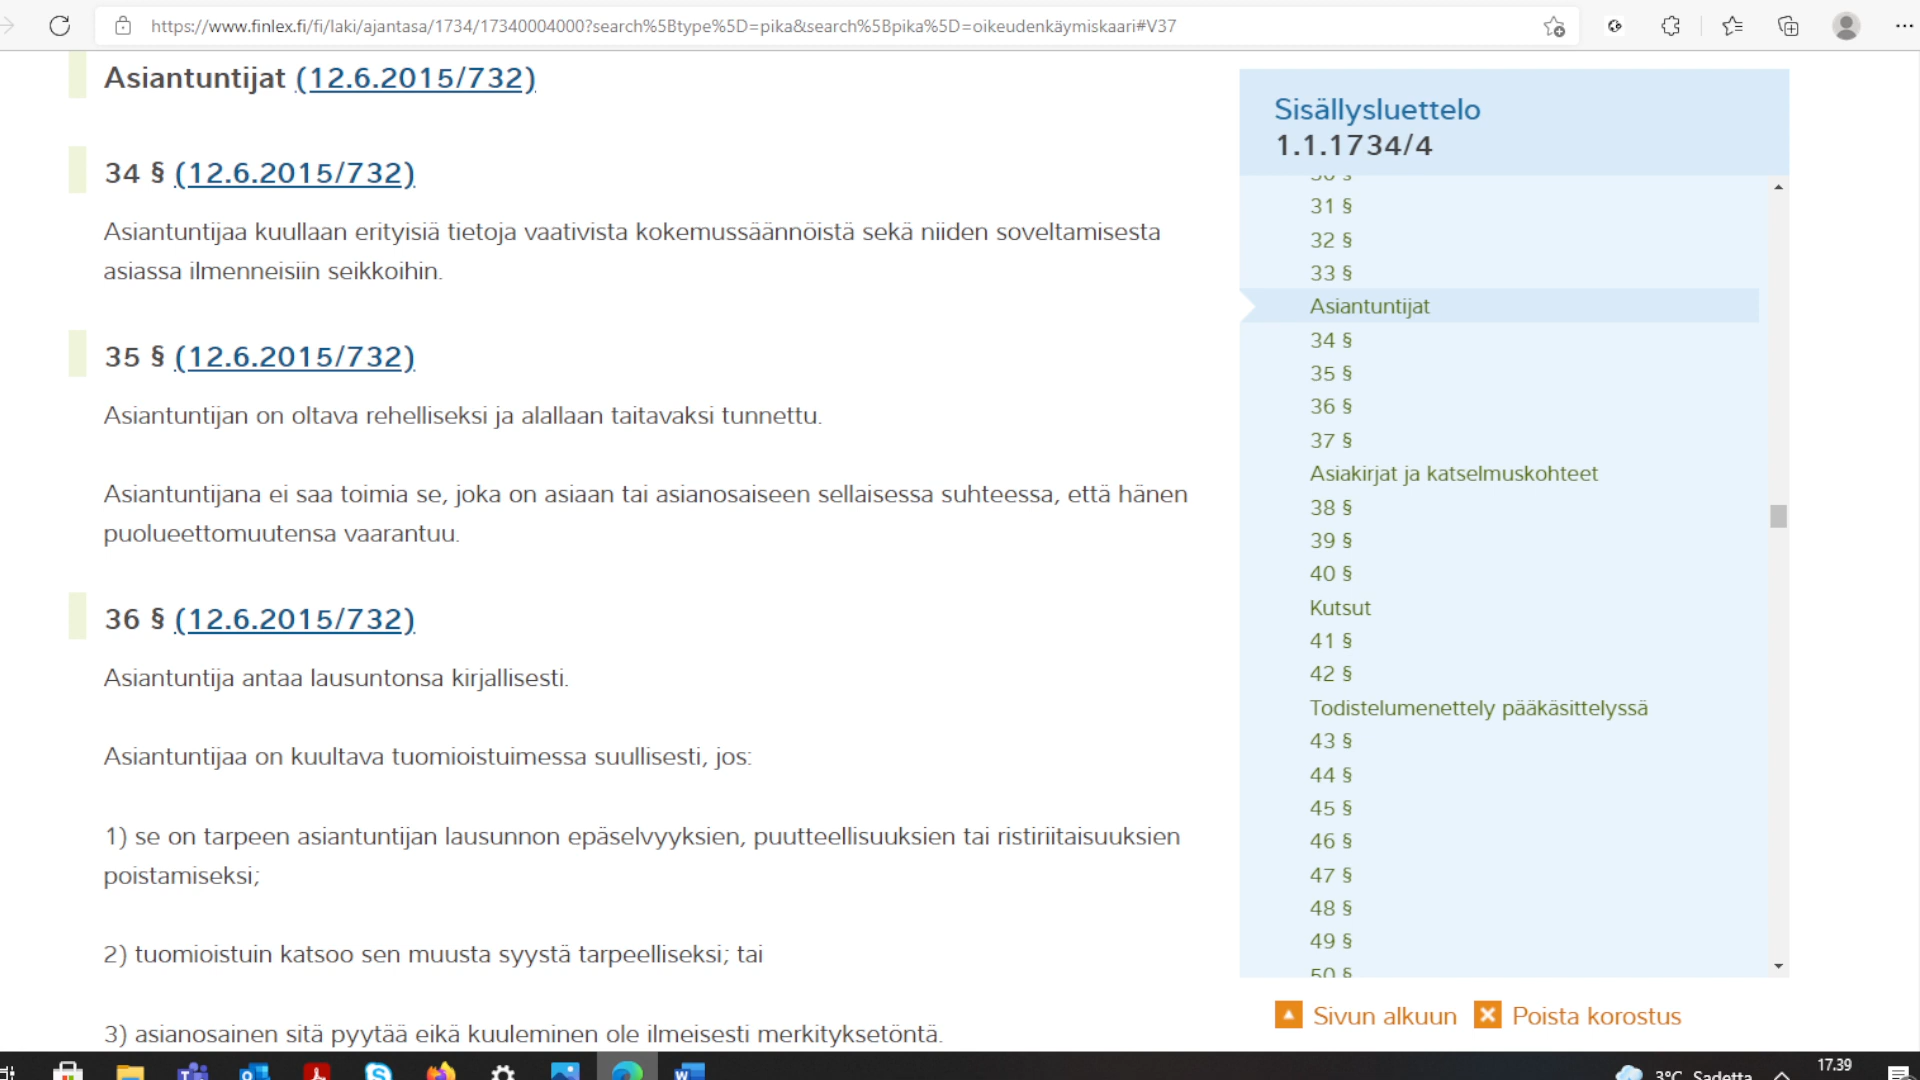 https://www.finlex.fi/fi/laki/ajantasa/1734/17340004000?search%5Btype%5D=pika&search%5Bpika%5D=oikeudenkäymiskaari#V37
Asiantuntijat (12.6.2015/732)
34 § (12.6.2015/732)
Asiantuntijaa kuullaan erityisiä tietoja vaativista kokemussäännöistä sekä niiden soveltamisesta
asiassa ilmenneisiin seikkoihin.
35 § (12.6.2015/732)
Asiantuntijan on oltava rehelliseksi ja alallaan taitavaksi tunnettu.
Asiantuntijana ei saa toimia se, joka on asiaan tai asianosaiseen sellaisessa suhteessa, että hänen
puolueettomuutensa vaarantuu.
36 § (12.6.2015/732)
Asiantuntija antaa lausuntonsa kirjallisesti.
Asiantuntijaa on kuultava tuomioistuimessa suullisesti, jos:
1) se on tarpeen asiantuntijan lausunnon epäselvyyksien, puutteellisuuksien tai ristiriitaisuuksien
poistamiseksi;
2) tuomioistuin katsoo sen muusta syystä tarpeelliseksi; tai
3) asianosainen sitä pyytää eikä kuuleminen ole ilmeisesti merkityksetöntä.
Sisällysluettelo
1.1.1734/4
30 §
31 §
32 §
33 §
Asiantuntijat
34 §
35 §
36 §
37 §
Asiakirjat ja katselmuskohteet
38 §
39 §
40 §
Kutsut
41 §
42 §
Todistelumenettely pääkäsittelyssä
43 §
44 §
45 §
46 §
47 §
48 §
49 §
50 §
Sivun alkuun
Poista korostus
3°C Sadetta
17.39